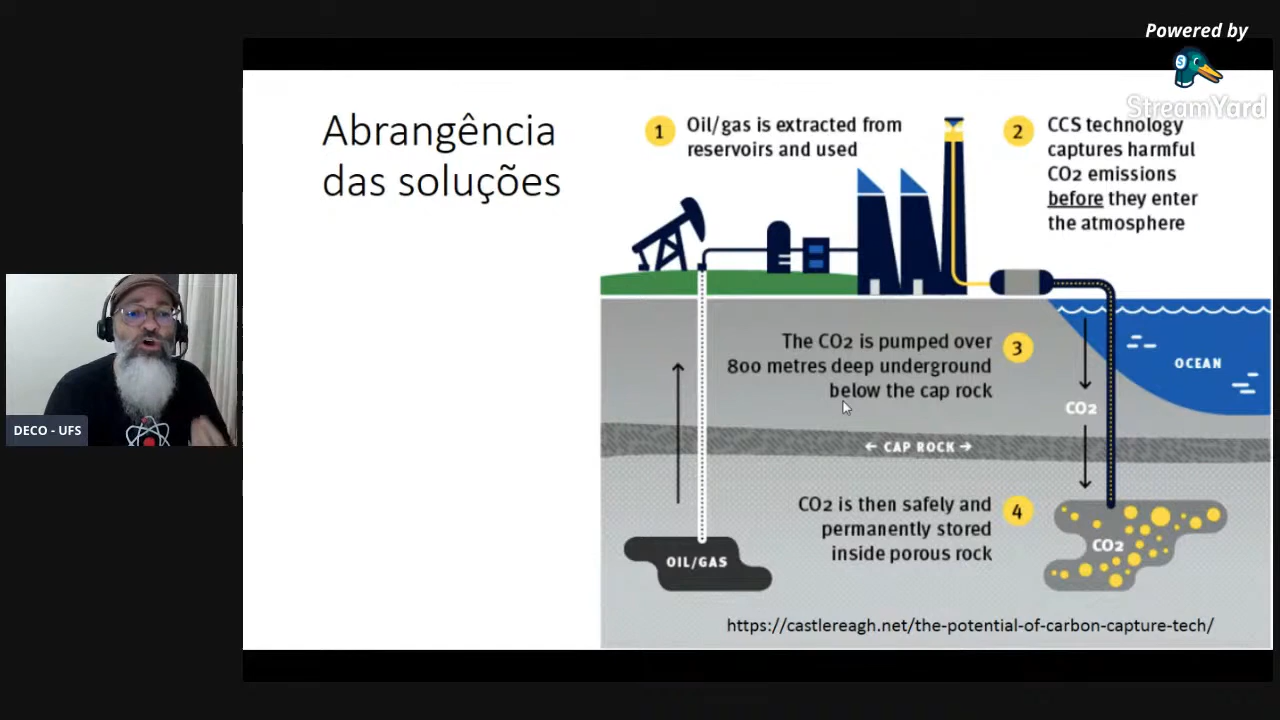 Powered by
StreamYard
Abrangência
das soluções
1
Oil/gas is extracted from
reservoirs and used
2
CCS technology
captures harmful
CO2 emissions
before they enter
the atmosphere
The CO2 is pumped over
800 metres deep underground
below the cap rock
3
OCEAN
CO2
← CAP ROCK →
CO2 is then safely and
permanently stored
inside porous rock
4
OIL/GAS
CO2
https://castlereagh.net/the-potential-of-carbon-capture-tech/
DECO - UFS